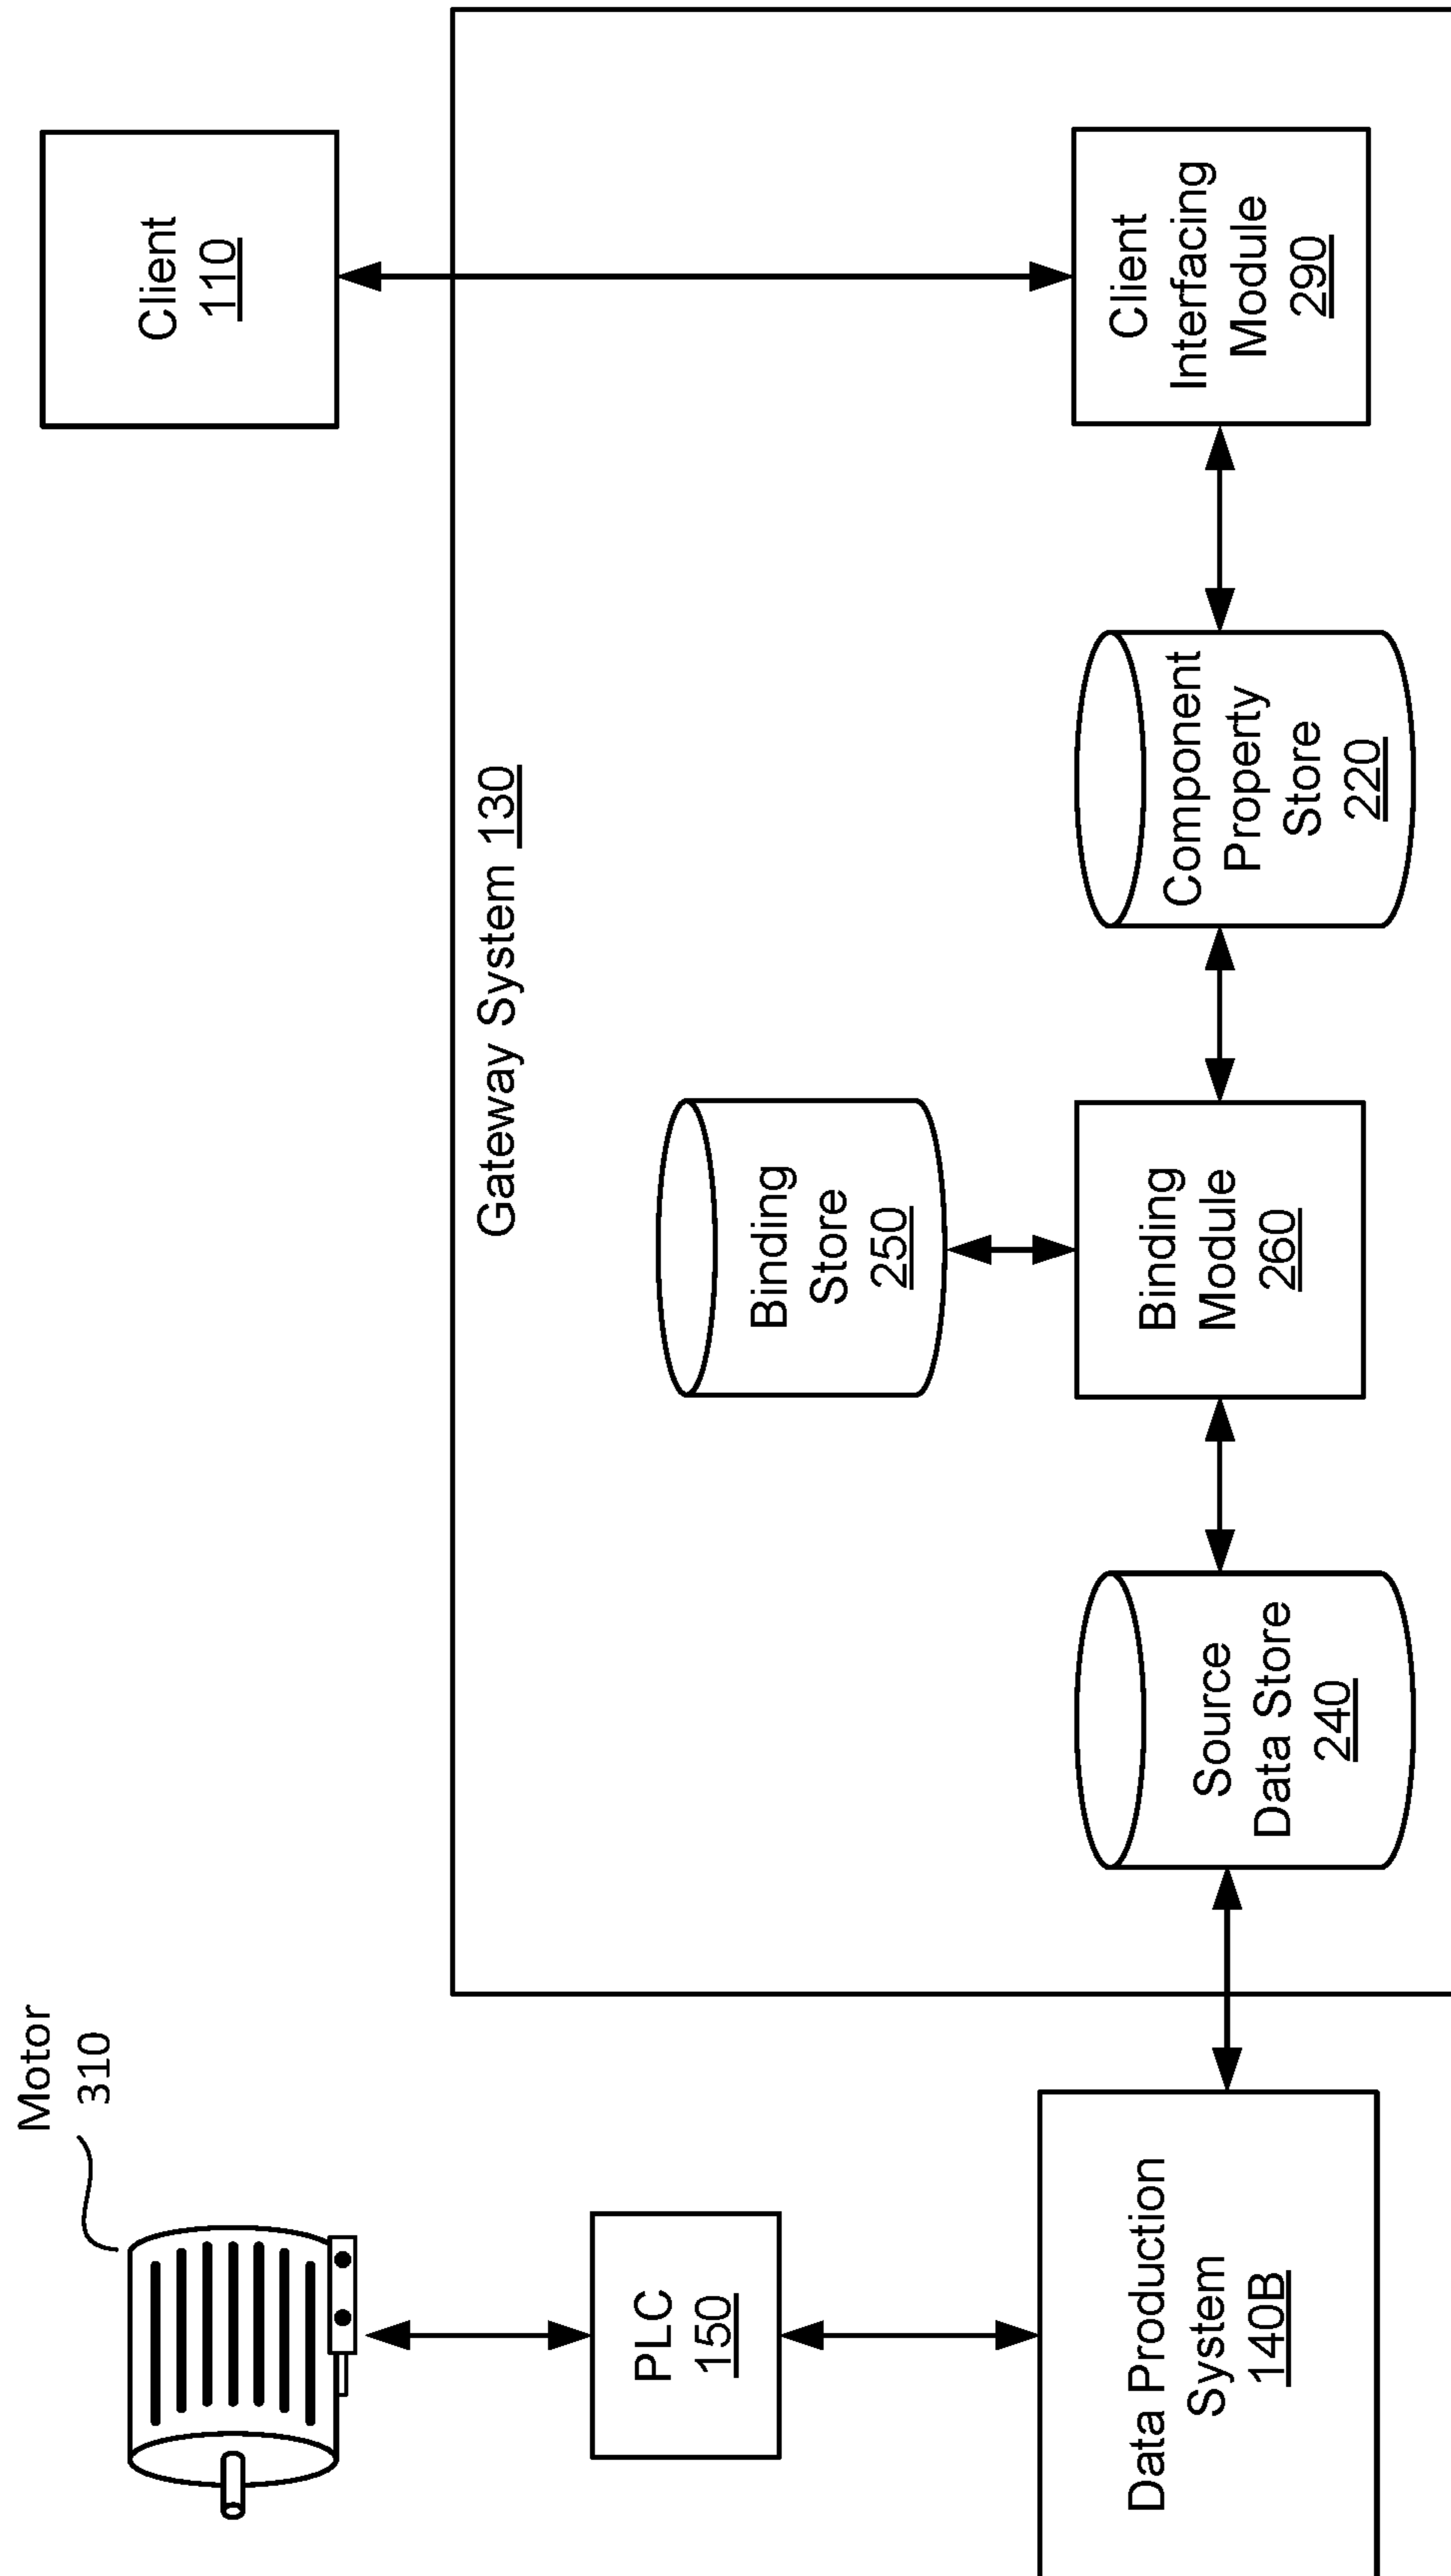 Motor
310
Client
110
Gateway System 130
PLC
150
Binding
Store
250
Data Production
System
140B
Source
Data Store
240
Binding
Module
260
Component
Property
Store
220
Client
Interfacing
Module
290